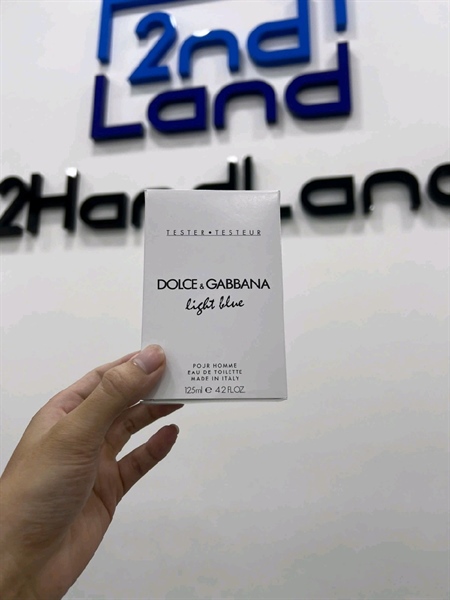 2nd
Land
2HandLand
TESTER • TESTEUR
DOLCE & GABBANA
light blue
POUR HOMME
EAU DE TOILETTE
MADE IN ITALY
125ml e 4.2 FL.OZ.